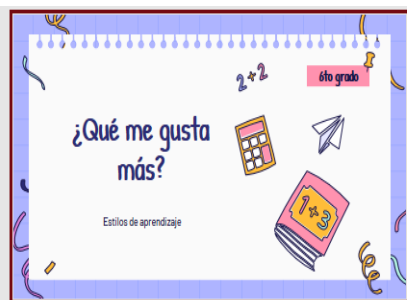 2+2
6to grado
¿Qué me gusta
más?
Estilos de aprendizaje
1+3